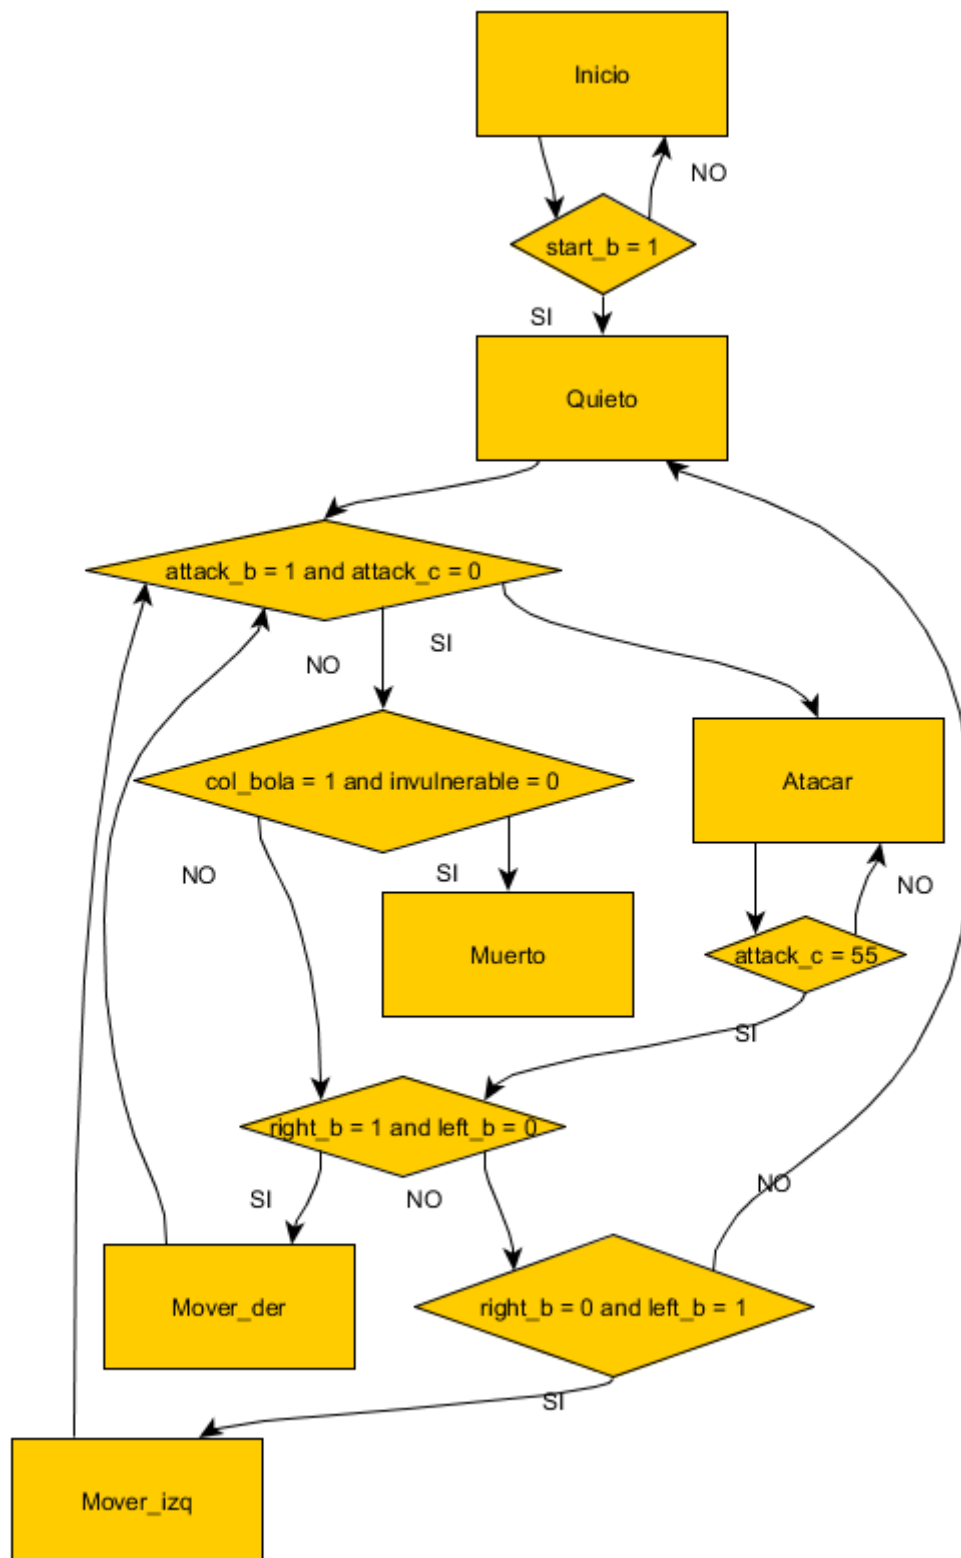 Inicio
NO
start_b = 1
SI
Quieto
attack_b = 1 and attack_c = 0
SI
NO
col_bola = 1 and invulnerable = 0
Atacar
NO
SI
NO
Muerto
attack_c = 55
SI
right_b = 1 and left_b = 0
NO
SI
NO
Mover_der
right_b = 0 and left_b = 1
SI
Mover_izq